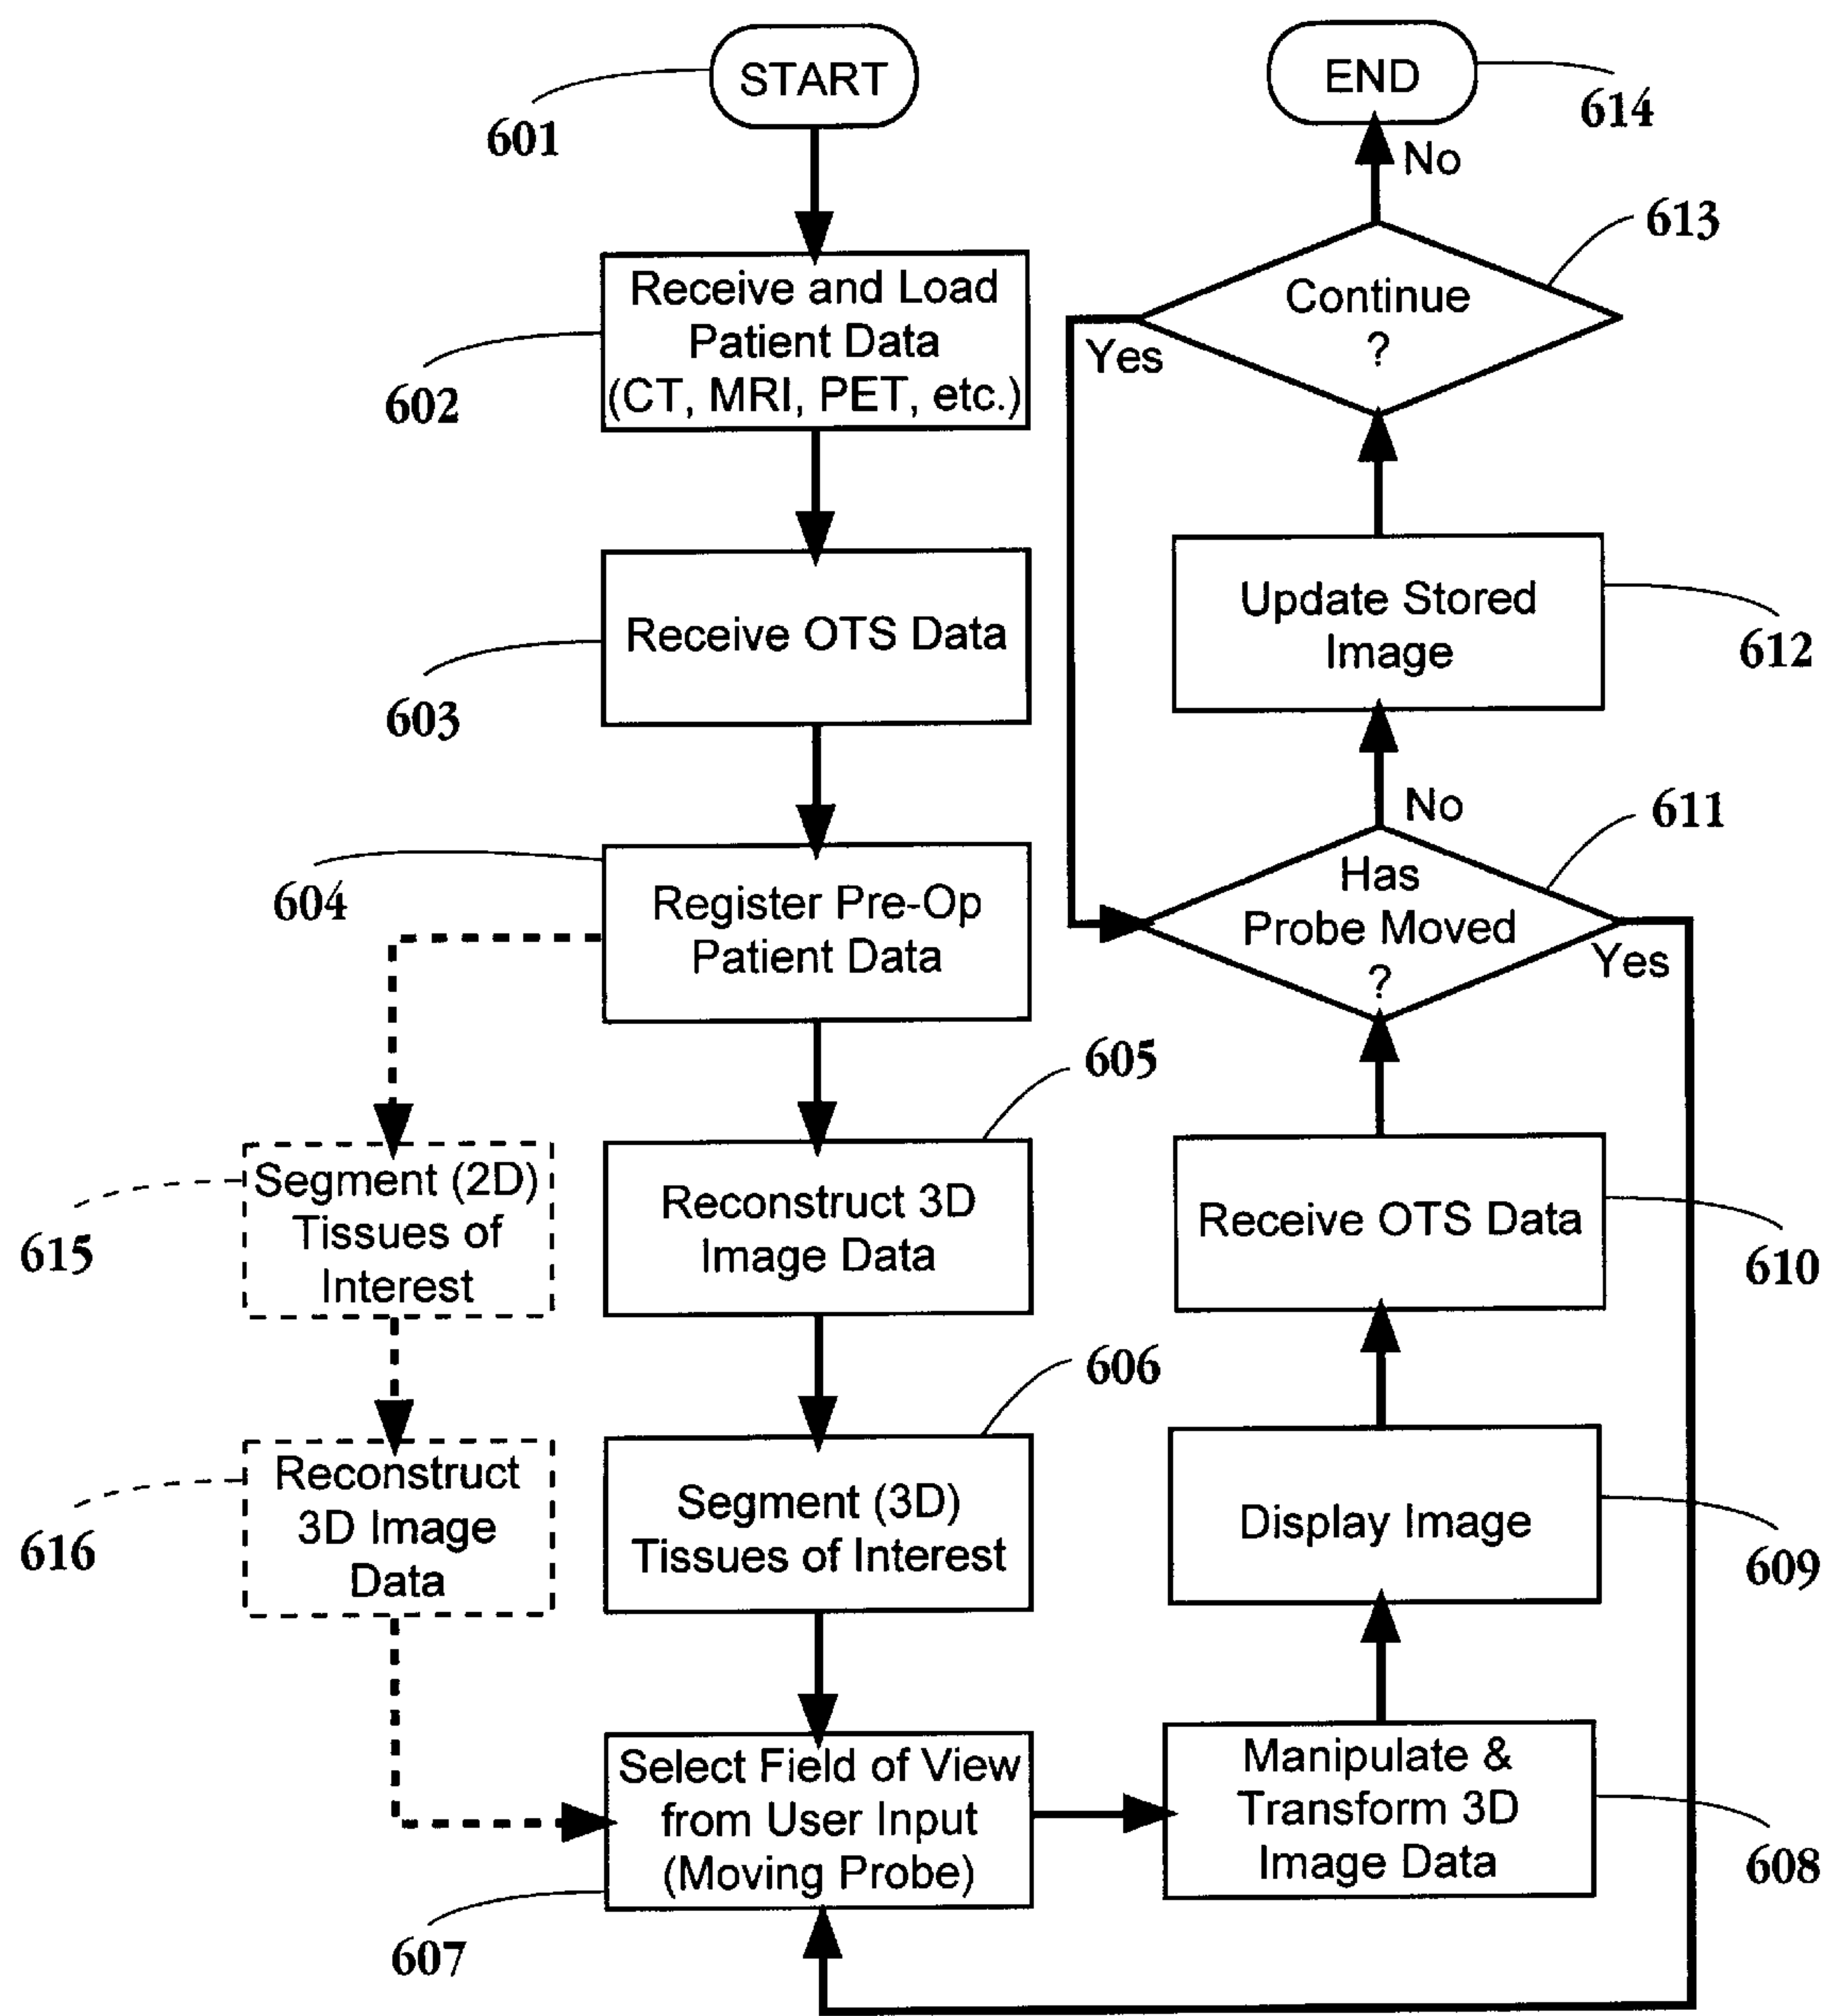 START
601
Receive and Load
Patient Data
(CT, MRI, PET, etc.)
602
Receive OTS Data
603
Register Pre-Op
Patient Data
604
Reconstruct 3D
Image Data
605
Segment (3D)
Tissues of Interest
606
Segment (2D)
Tissues of
Interest
615
Reconstruct
3D Image
Data
616
Select Field of View
from User Input
(Moving Probe)
607
Manipulate &
Transform 3D
Image Data
608
Display Image
609
Receive OTS Data
610
Has
Probe Moved
?
611
Yes
No
Update Stored
Image
612
Continue
?
613
Yes
No
END
614